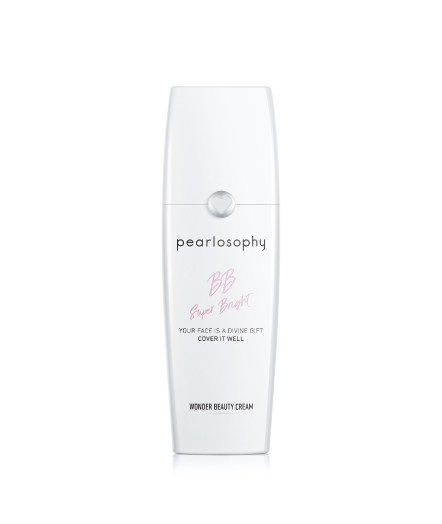 pearlosophy
BB
Super Bright
YOUR FACE IS A DIVINE GIFT
COVER IT WELL
WONDER BEAUTY CREAM